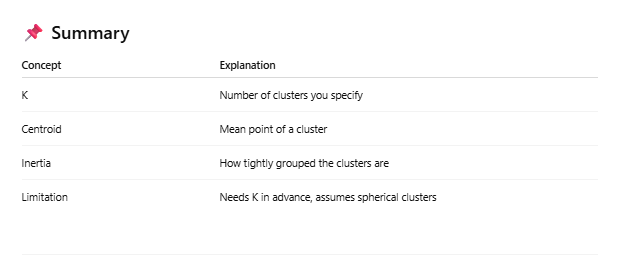 📌 Summary
Concept Explanation
K Number of clusters you specify
Centroid Mean point of a cluster
Inertia How tightly grouped the clusters are
Limitation Needs K in advance, assumes spherical clusters